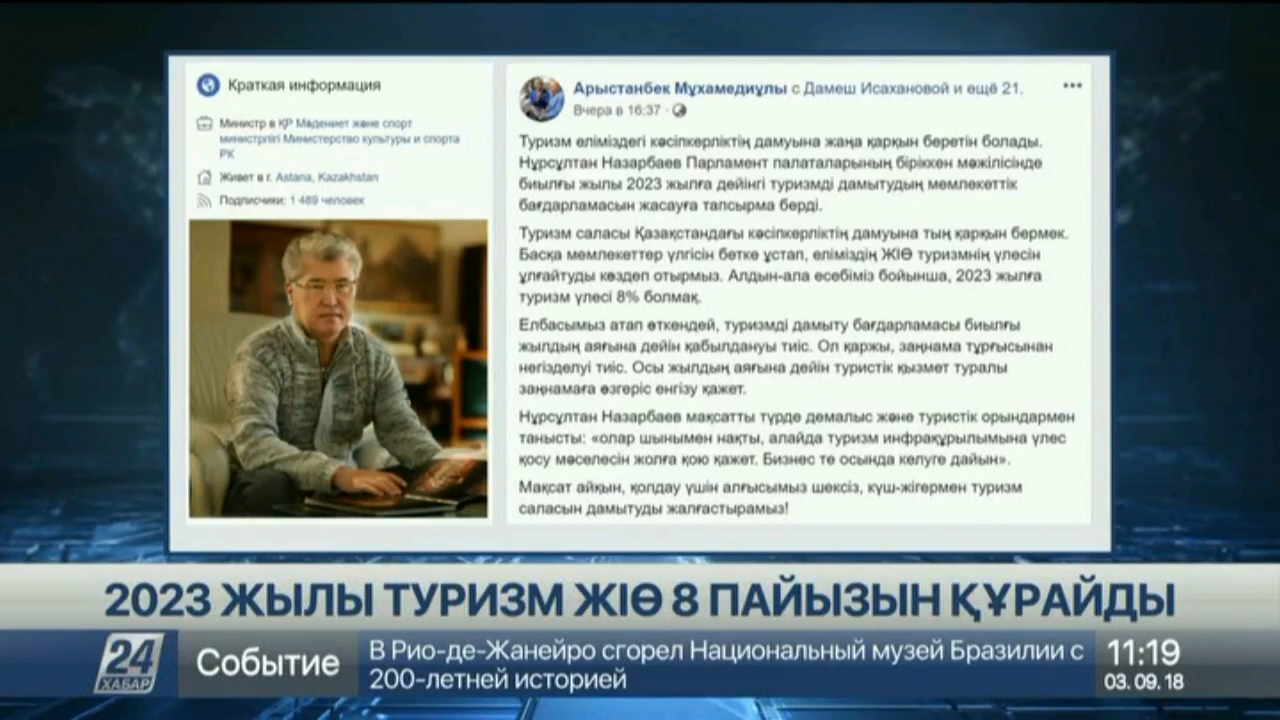 Краткая информация
Министр в ҚР Мәдениет және спорт
министрлігі Министерство культуры и спорта
РК
Живет в г. Astana, Kazakhstan
Подписчики: 1 489 человек
Арыстанбек Мұхамедиұлы с Дамеш Исахановой и ещё 21.
Вчера в 16:37
Туризм еліміздегі кәсіпкерліктің дамуына жаңа қарқын беретін болады.
Нұрсұлтан Назарбаев Парламент палаталарының біріккен мәжілісінде
биылғы жылы 2023 жылға дейінгі туризмді дамытудың мемлекеттік
бағдарламасын жасауға тапсырма берді.
Туризм саласы Қазақстандағы кәсіпкерліктің дамуына тың қарқын бермек.
Басқа мемлекеттер үлгісін бетке ұстап, еліміздің ЖІӨ туризмнің үлесін
ұлғайтуды көздеп отырмыз. Алдын-ала есебіміз бойынша, 2023 жылға
туризм үлесі 8% болмақ.
Елбасымыз атап өткендей, туризмді дамыту бағдарламасы биылғы
жылдың аяғына дейін қабылдануы тиіс. Ол қаржы, заңнама тұрғысынан
негізделуі тиіс. Осы жылдың аяғына дейін туристік қызмет туралы
заңнамаға өзгеріс енгізу қажет.
Нұрсұлтан Назарбаев мақсатты түрде демалыс және туристік орындармен
танысты: «олар шынымен нақты, алайда туризм инфрақұрылымына үлес
қосу мәселесін жолға қою қажет. Бизнес те осында келуге дайын».
Мақсат айқын, қолдау үшін алғысымыз шексіз, күш-жігермен туризм
саласын дамытуды жалғастырамыз!
2023 ЖЫЛЫ ТУРИЗМ ЖІӨ 8 ПАЙЫЗЫН ҚҰРАЙДЫ
24
ХАБАР
Событие
В Рио-де-Жанейро сгорел Национальный музей Бразилии с
200-летней историей
11:19
03. 09. 18